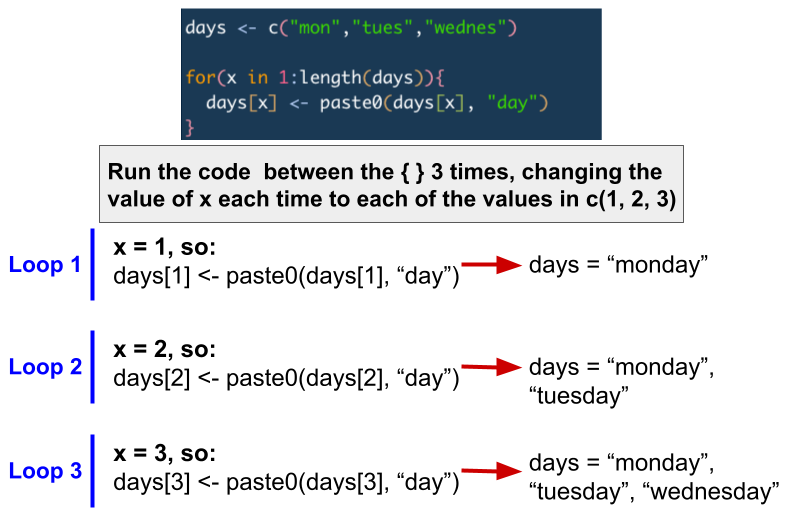 days <- c("mon","tues","wednes")
for(x in 1:length(days)){
  days[x] <- paste0(days[x], "day")
}
Run the code  between the { } 3 times, changing the
value of x each time to each of the values in c(1, 2, 3)
Loop 1
x = 1, so:
days[1] <- paste0(days[1], “day”)
days = “monday”
Loop 2
x = 2, so:
days[2] <- paste0(days[2], “day”)
days = “monday”,
“tuesday”
Loop 3
x = 3, so:
days[3] <- paste0(days[3], “day”)
days = “monday”,
“tuesday”, “wednesday”